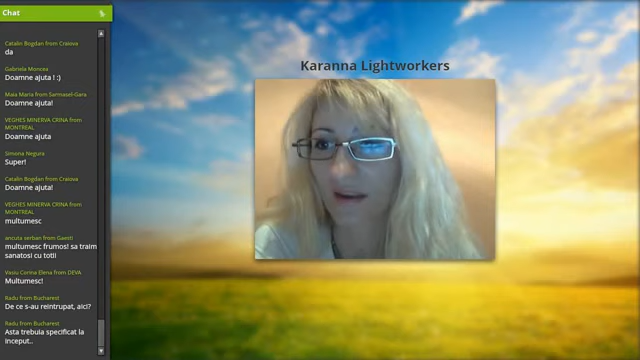 Chat
Catalin Bogdan from Craiova
da
Gabriela Moncea
Doamne ajuta ! :)
Maia Maria from Sarmasel-Gara
Doamne ajuta!
VEGHES MINERVA CRINA from
MONTREAL
Doamne ajuta
Simona Negura
Super!
Catalin Bogdan from Craiova
Doamne ajuta!
VEGHES MINERVA CRINA from
MONTREAL
multumesc
ancuta serban from Gaesti
multumesc frumos! sa traim
sanatosi cu totii
Vasiu Corina Elena from DEVA
Multumesc!
Radu from Bucharest
De ce s-au reintrupat, aici?
Radu from Bucharest
Asta trebuia specificat la
inceput..
Karanna Lightworkers